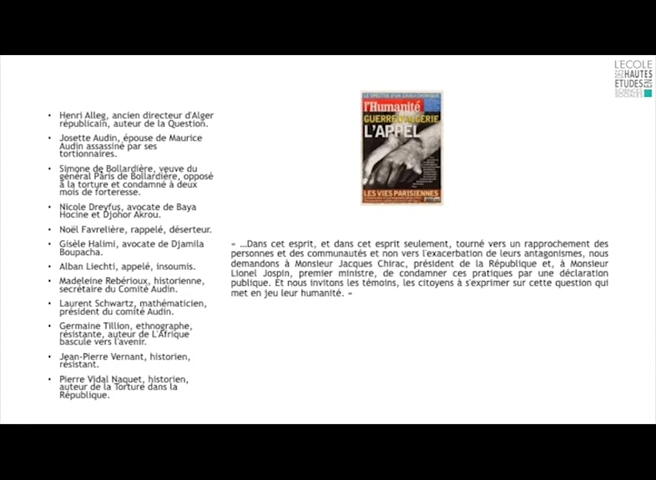 L'ECOLE
DES HAUTES
ETUDES EN
SCIENCES
SOCIALES
l'Humanité
GUERRE D'ALGÉRIE
L'APPEL
LES VIES PARISIENNES
• Henri Alleg, ancien directeur d'Alger
républicain, auteur de la Question.
• Josette Audin, épouse de Maurice
Audin assassiné par ses
tortionnaires.
• Simone de Bollardière, veuve du
général Pâris de Bollardière, opposé
à la torture et condamné à deux
mois de forteresse.
• Nicole Dreyfus, avocate de Baya
Hocine et Djohor Akrou.
• Noël Favrelière, rappelé, déserteur.
• Gisèle Halimi, avocate de Djamila
Boupacha.
• Alban Liechti, appelé, insoumis.
• Madeleine Rebérioux, historienne,
secrétaire du Comité Audin.
• Laurent Schwartz, mathématicien,
président du comité Audin.
• Germaine Tillion, ethnographe,
résistante, auteur de L'Afrique
bascule vers l'avenir.
• Jean-Pierre Vernant, historien,
résistant.
• Pierre Vidal Naquet, historien,
auteur de la Torture dans la
République.
« …Dans cet esprit, et dans cet esprit seulement, tourné vers un rapprochement des
personnes et des communautés et non vers l'exacerbation de leurs antagonismes, nous
demandons à Monsieur Jacques Chirac, président de la République et, à Monsieur
Lionel Jospin, premier ministre, de condamner ces pratiques par une déclaration
publique. Et nous invitons les témoins, les citoyens à s'exprimer sur cette question qui
met en jeu leur humanité. «